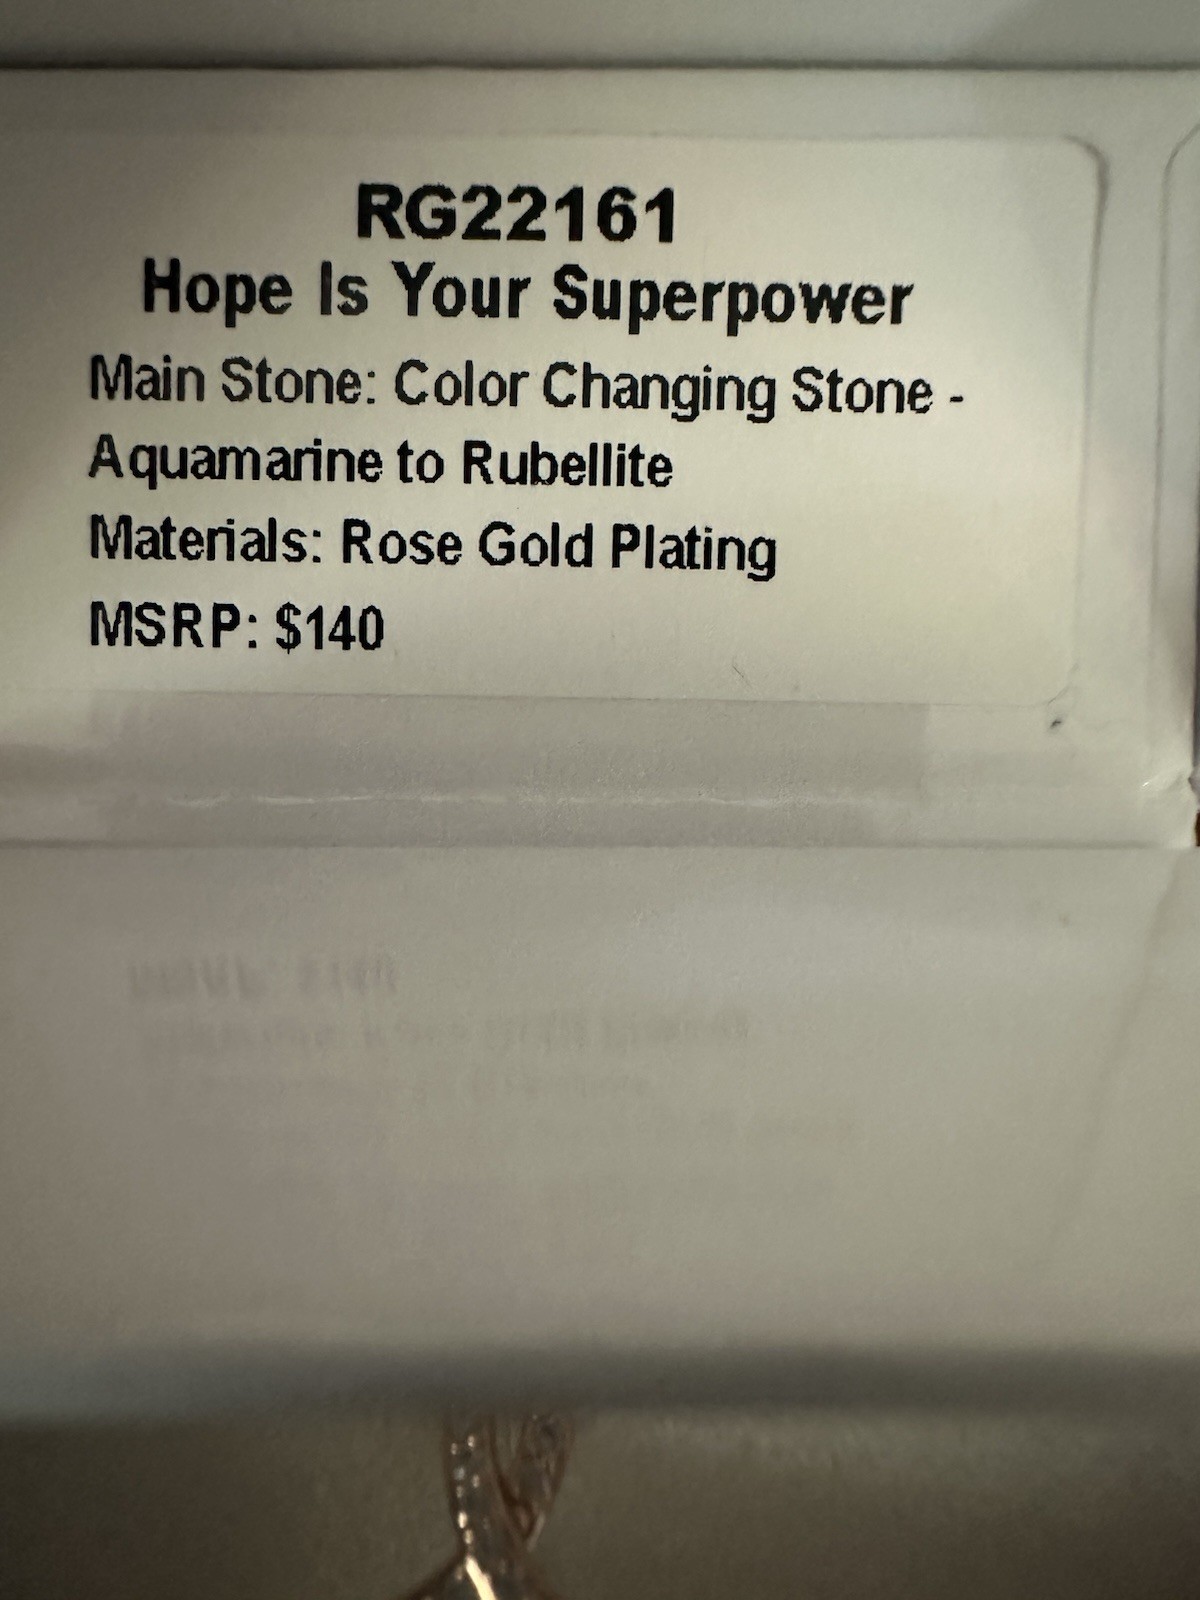 RG22161
Hope Is Your Superpower
Main Stone: Color Changing Stone -
Aquamarine to Rubellite
Materials: Rose Gold Plating
MSRP: $140